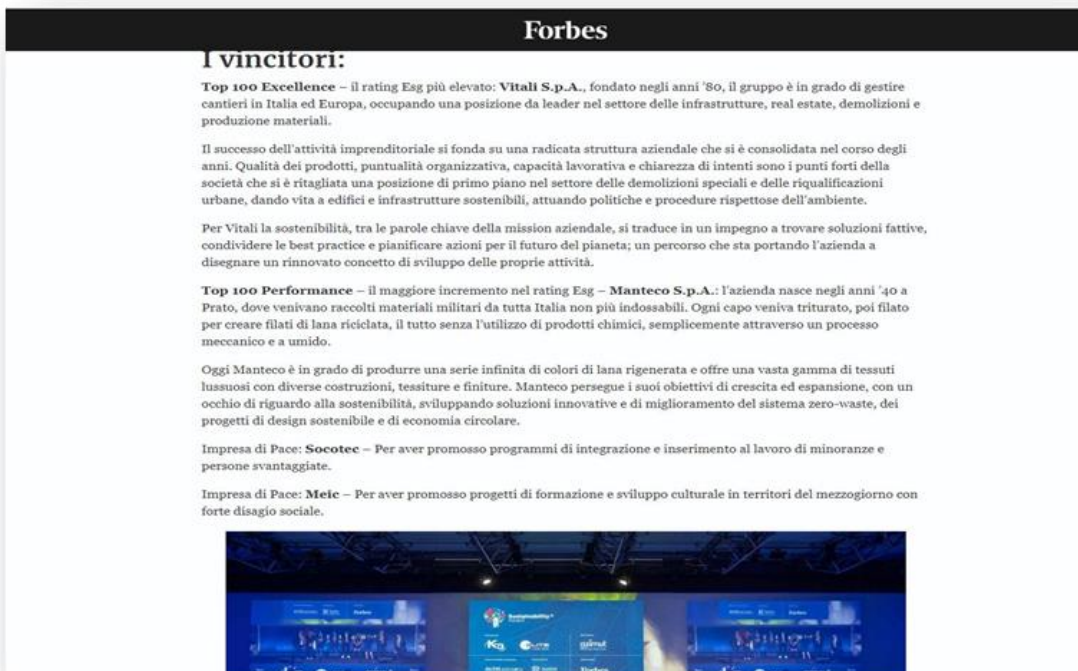 Forbes
I vincitori:
Top 100 Excellence – il rating Esg più elevato: Vitali S.p.A., fondato negli anni '80, il gruppo è in grado di gestire
cantieri in Italia ed Europa, occupando una posizione da leader nel settore delle infrastrutture, real estate, demolizioni e
produzione materiali.
Il successo dell'attività imprenditoriale si fonda su una radicata struttura aziendale che si è consolidata nel corso degli
anni. Qualità dei prodotti, puntualità organizzativa, capacità lavorativa e chiarezza di intenti sono i punti forti della
società che si è ritagliata una posizione di primo piano nel settore delle demolizioni speciali e delle riqualificazioni
urbane, dando vita a edifici e infrastrutture sostenibili, attuando politiche e procedure rispettose dell'ambiente.
Per Vitali la sostenibilità, tra le parole chiave della mission aziendale, si traduce in un impegno a trovare soluzioni fattive,
condividere le best practice e pianificare azioni per il futuro del pianeta; un percorso che sta portando l'azienda a
disegnare un rinnovato concetto di sviluppo delle proprie attività.
Top 100 Performance – il maggiore incremento nel rating Esg – Manteco S.p.A.: l'azienda nasce negli anni '40 a
Prato, dove venivano raccolti materiali militari da tutta Italia non più indossabili. Ogni capo veniva triturato, poi filato
per creare filati di lana riciclata, il tutto senza l'utilizzo di prodotti chimici, semplicemente attraverso un processo
meccanico e a umido.
Oggi Manteco è in grado di produrre una serie infinita di colori di lana rigenerata e offre una vasta gamma di tessuti
lussuosi con diverse costruzioni, tessiture e finiture. Manteco persegue i suoi obiettivi di crescita ed espansione, con un
occhio di riguardo alla sostenibilità, sviluppando soluzioni innovative e di miglioramento del sistema zero-waste, dei
progetti di design sostenibile e di economia circolare.
Impresa di Pace: Socotec – Per aver promosso programmi di integrazione e inserimento al lavoro di minoranze e
persone svantaggiate.
Impresa di Pace: Meic – Per aver promosso progetti di formazione e sviluppo culturale in territori del mezzogiorno con
forte disagio sociale.
Sustainability
azimut
Forbes